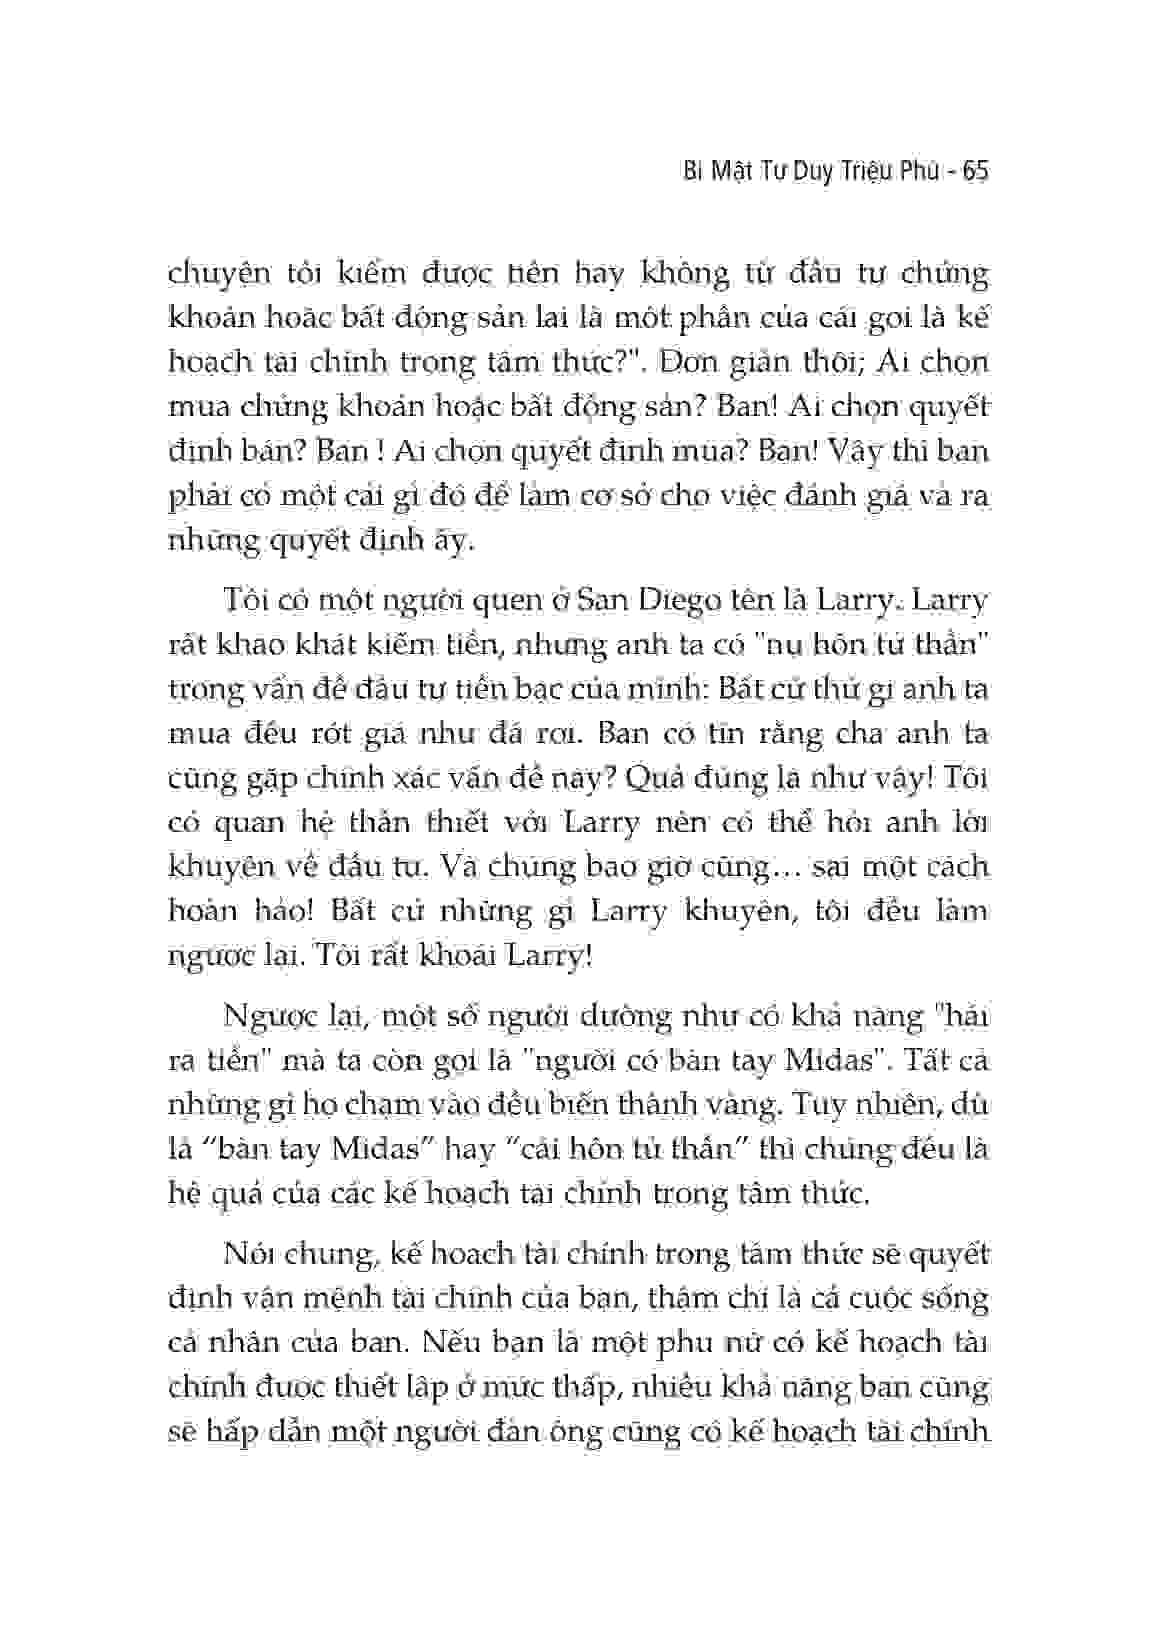 Bí Mật Tư Duy Triệu Phú - 65
chuyện tôi kiếm được tiền hay không từ đầu tư chứng
khoán hoặc bất động sản lại là một phần của cái gọi là kế
hoạch tài chính trong tâm thức?". Đơn giản thôi; Ai chọn
mua chứng khoán hoặc bất động sản? Bạn! Ai chọn quyết
định bán? Bạn ! Ai chọn quyết định mua? Bạn! Vậy thì bạn
phải có một cái gì đó để làm cơ sở cho việc đánh giá và ra
những quyết định ấy.
Tôi có một người quen ở San Diego tên là Larry. Larry
rất khao khát kiếm tiền, nhưng anh ta có "nụ hôn tử thần"
trong vấn đề đầu tư tiền bạc của mình: Bất cứ thứ gì anh ta
mua đều rớt giá như đá rơi. Bạn có tin rằng cha anh ta
cũng gặp chính xác vấn đề này? Quả đúng là như vậy! Tôi
có quan hệ thân thiết với Larry nên có thể hỏi anh lời
khuyên về đầu tư. Và chúng bao giờ cũng… sai một cách
hoàn hảo! Bất cứ những gì Larry khuyên, tôi đều làm
ngược lại. Tôi rất khoái Larry!
Ngược lại, một số người dường như có khả năng "hái
ra tiền" mà ta còn gọi là "người có bàn tay Midas". Tất cả
những gì họ chạm vào đều biến thành vàng. Tuy nhiên, dù
là “bàn tay Midas” hay “cái hôn tử thần” thì chúng đều là
hệ quả của các kế hoạch tài chính trong tâm thức.
Nói chung, kế hoạch tài chính trong tâm thức sẽ quyết
định vận mệnh tài chính của bạn, thậm chí là cả cuộc sống
cá nhân của bạn. Nếu bạn là một phụ nữ có kế hoạch tài
chính được thiết lập ở mức thấp, nhiều khả năng bạn cũng
sẽ hấp dẫn một người đàn ông cũng có kế hoạch tài chính